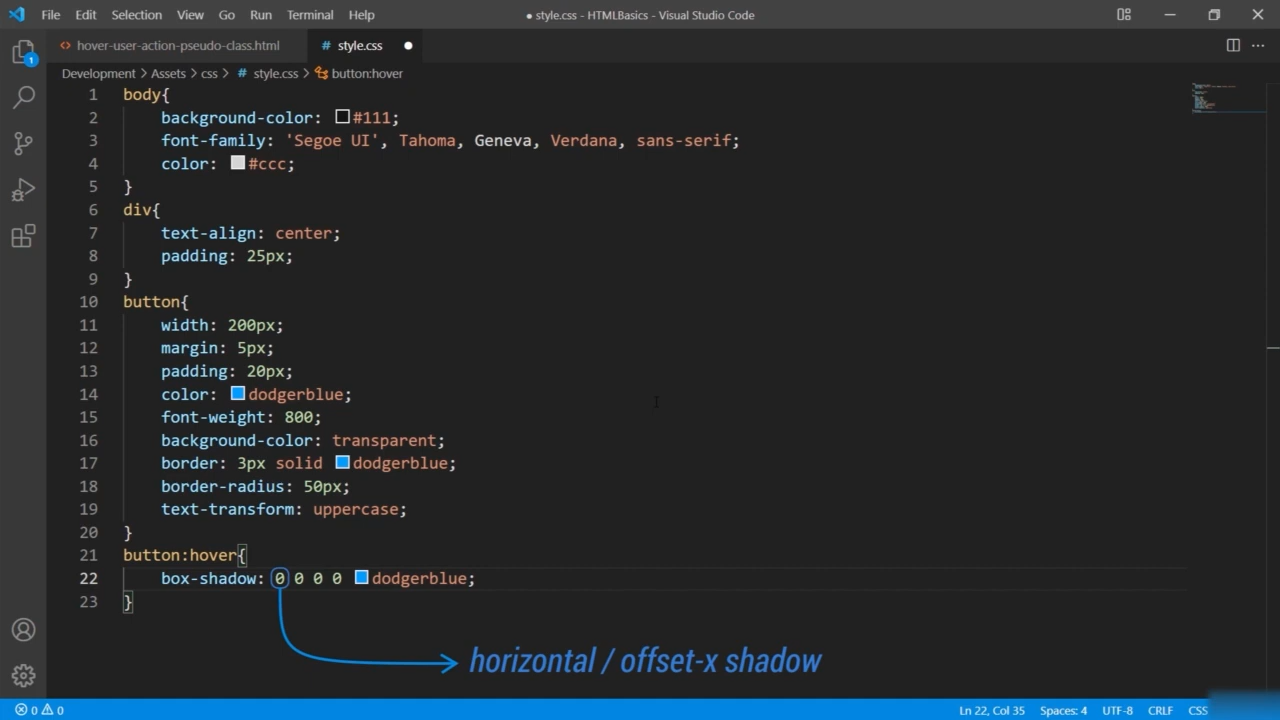 File Edit Selection View Go Run Terminal Help ● style.css - HTMLBasics - Visual Studio Code
<> hover-user-action-pseudo-class.html # style.css ●
1 Development > Assets > css > # style.css > button:hover
1 body{
2 background-color: #111;
3 font-family: 'Segoe UI', Tahoma, Geneva, Verdana, sans-serif;
4 color: #ccc;
5 }
6 div{
7 text-align: center;
8 padding: 25px;
9 }
10 button{
11 width: 200px;
12 margin: 5px;
13 padding: 20px;
14 color: dodgerblue;
15 font-weight: 800;
16 background-color: transparent;
17 border: 3px solid dodgerblue;
18 border-radius: 50px;
19 text-transform: uppercase;
20 }
21 button:hover{
22 box-shadow: 0 0 0 0 dodgerblue;
23 }
horizontal / offset-x shadow
0 0 Ln 22, Col 35 Spaces: 4 UTF-8 CRLF CSS